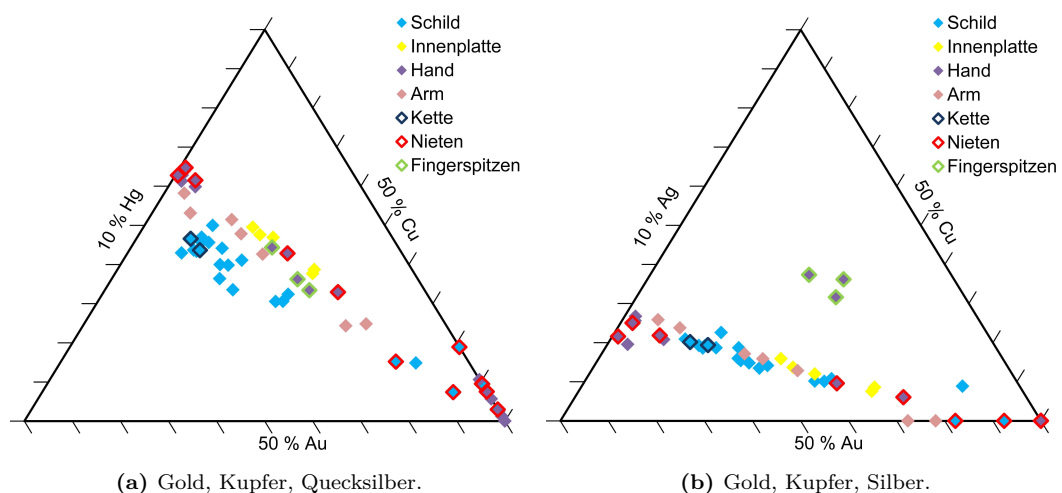 Schild
Innenplatte
Hand
Arm
Kette
Nieten
Fingerspitzen
10 % Hg
50 % Cu
50 % Au
(a) Gold, Kupfer, Quecksilber.
Schild
Innenplatte
Hand
Arm
Kette
Nieten
Fingerspitzen
10 % Ag
50 % Cu
50 % Au
(b) Gold, Kupfer, Silber.